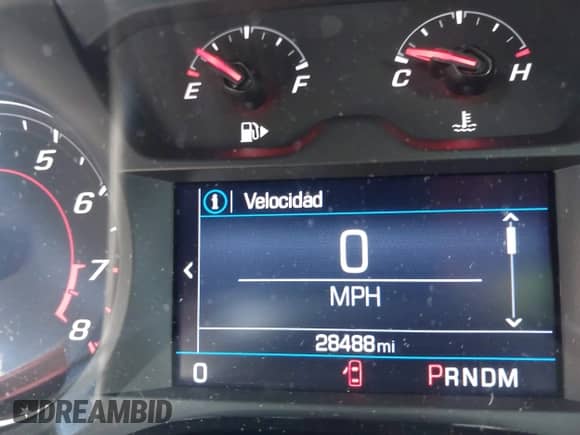 E F
C H
5
6
7
8
Velocidad
0
MPH
28488 mi
0 PRNDM
DREAMBID